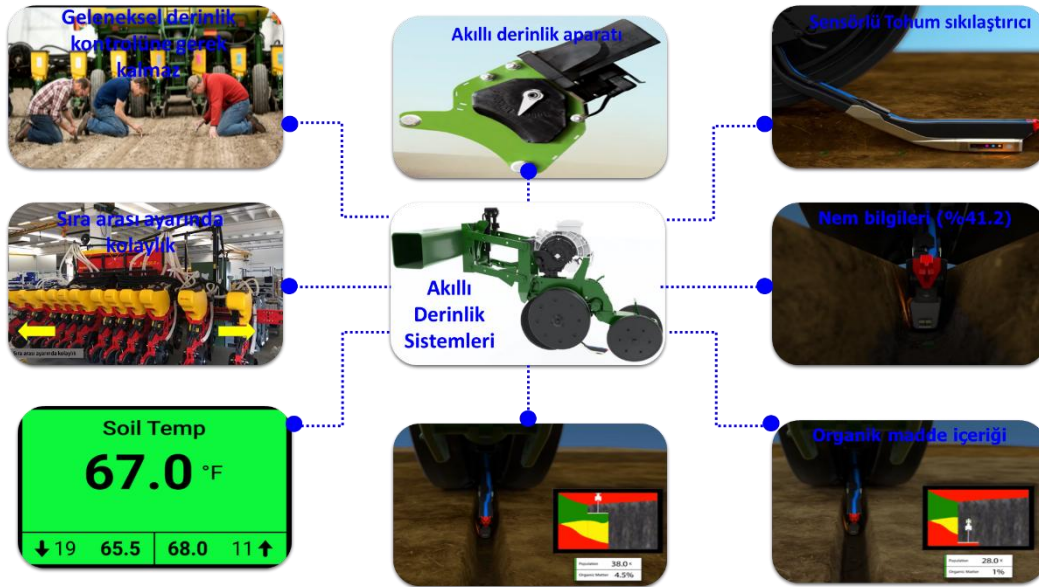 Geleneksel derinlik
kontrolüne gerek
kalmaz
Akıllı derinlik aparatı
Sensörlü Tohum sıkılaştırıcı
Sıra arası ayarında
kolaylık
Sıra arası ayarında kolaylık
Akıllı
Derinlik
Sistemleri
Nem bilgileri (%41.2)
Soil Temp
67.0 °F
↓ 19 65.5 68.0 11 ↑
Population 38.0 K
Organic Matter 4.5%
Organik madde içeriği
Population 28.0 K
Organic Matter 1%